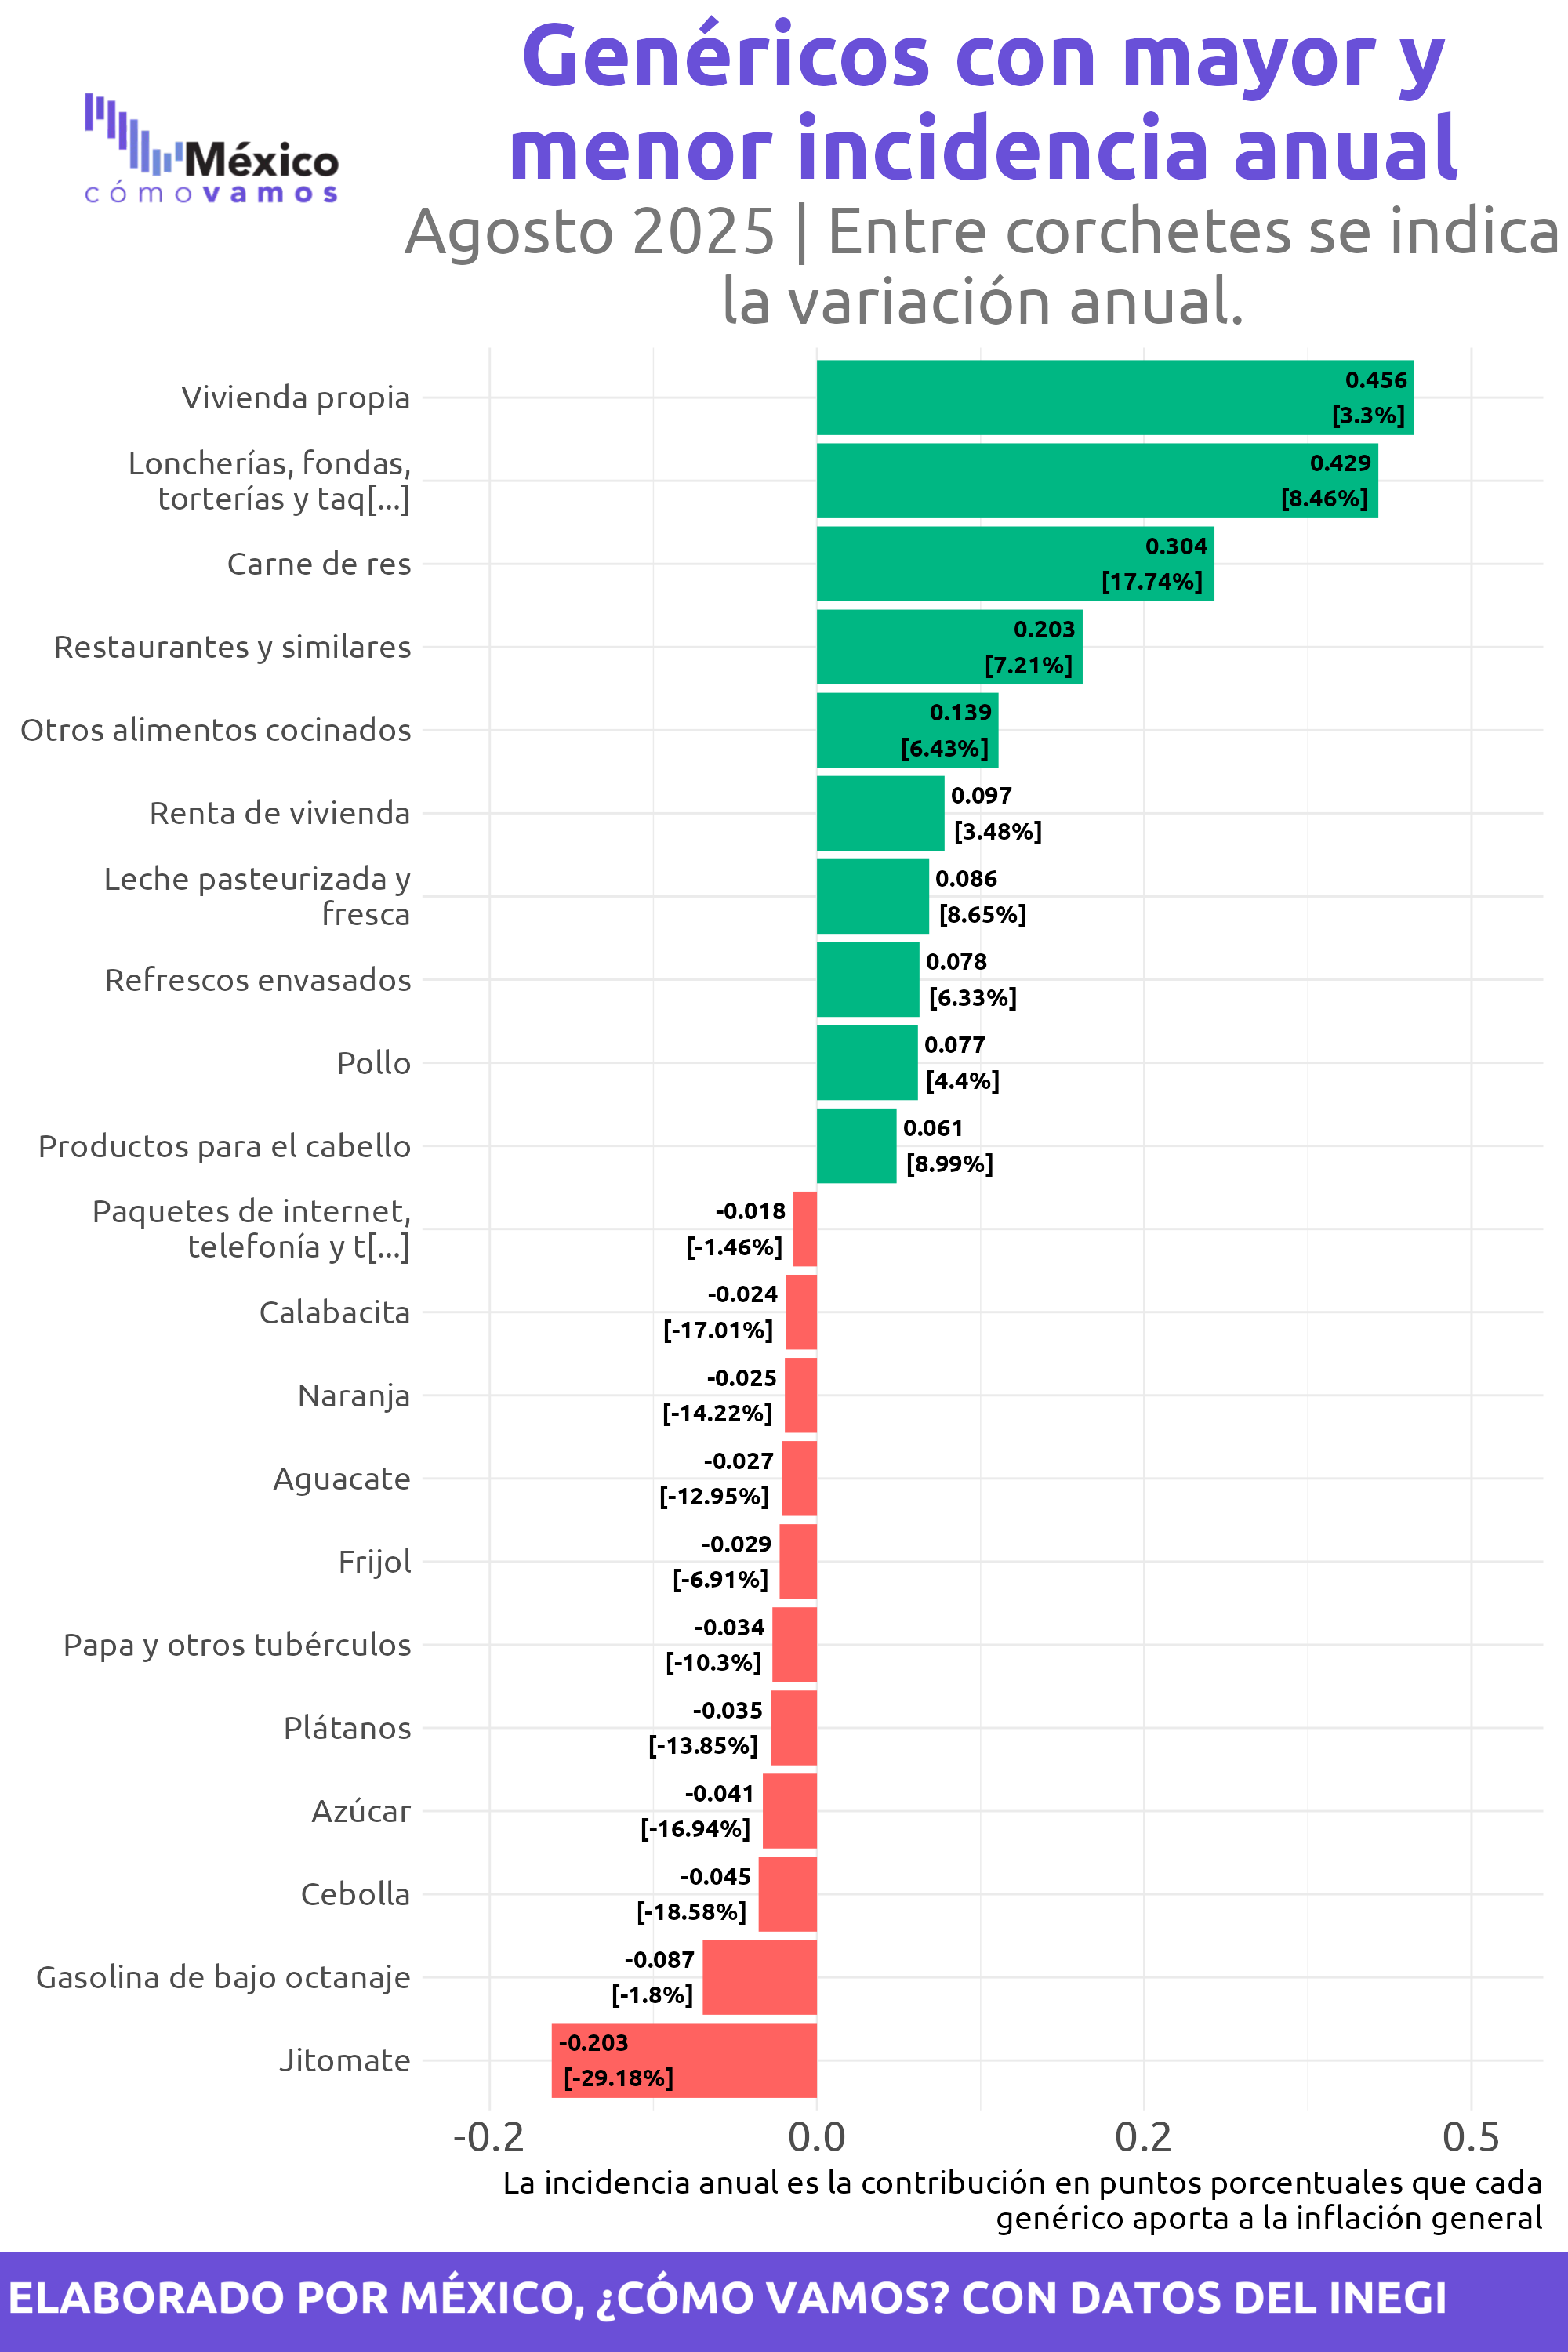 México
cómo vamos
Genéricos con mayor y
menor incidencia anual
Agosto 2025 | Entre corchetes se indica
la variación anual.
Vivienda propia
0.456
[3.3%]
Loncherías, fondas,
torterías y taq[...]
0.429
[8.46%]
Carne de res
0.304
[17.74%]
Restaurantes y similares
0.203
[7.21%]
Otros alimentos cocinados
0.139
[6.43%]
Renta de vivienda
0.097
[3.48%]
Leche pasteurizada y
fresca
0.086
[8.65%]
Refrescos envasados
0.078
[6.33%]
Pollo
0.077
[4.4%]
Productos para el cabello
0.061
[8.99%]
Paquetes de internet,
telefonía y t[...]
-0.018
[-1.46%]
Calabacita
-0.024
[-17.01%]
Naranja
-0.025
[-14.22%]
Aguacate
-0.027
[-12.95%]
Frijol
-0.029
[-6.91%]
Papa y otros tubérculos
-0.034
[-10.3%]
Plátanos
-0.035
[-13.85%]
Azúcar
-0.041
[-16.94%]
Cebolla
-0.045
[-18.58%]
Gasolina de bajo octanaje
-0.087
[-1.8%]
Jitomate
-0.203
[-29.18%]
-0.2 0.0 0.2 0.5
La incidencia anual es la contribución en puntos porcentuales que cada
genérico aporta a la inflación general
ELABORADO POR MÉXICO, ¿CÓMO VAMOS? CON DATOS DEL INEGI